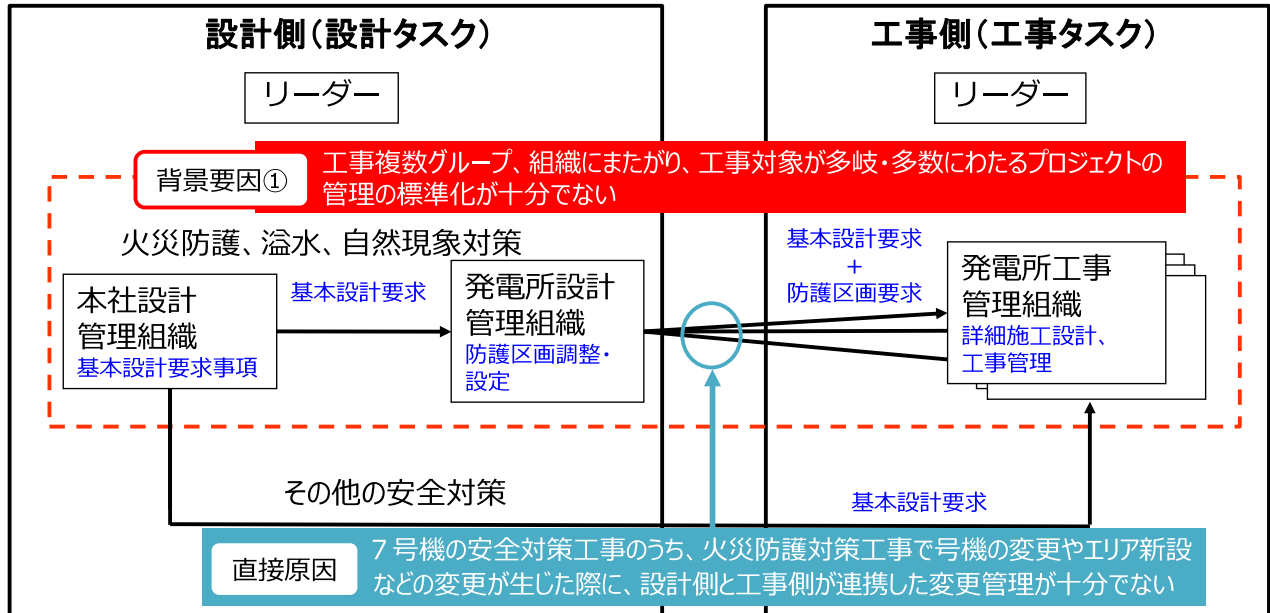 設計側(設計タスク)
工事側(工事タスク)
リーダー
リーダー
背景要因①
工事複数グループ、組織にまたがり、工事対象が多岐・多数にわたるプロジェクトの
管理の標準化が十分でない
火災防護、溢水、自然現象対策
本社設計
管理組織
基本設計要求事項
基本設計要求
発電所設計
管理組織
防護区画調整・
設定
基本設計要求
+
防護区画要求
発電所工事
管理組織
詳細施工設計、
工事管理
その他の安全対策
基本設計要求
直接原因
7号機の安全対策工事のうち、火災防護対策工事で号機の変更やエリア新設
などの変更が生じた際に、設計側と工事側が連携した変更管理が十分でない